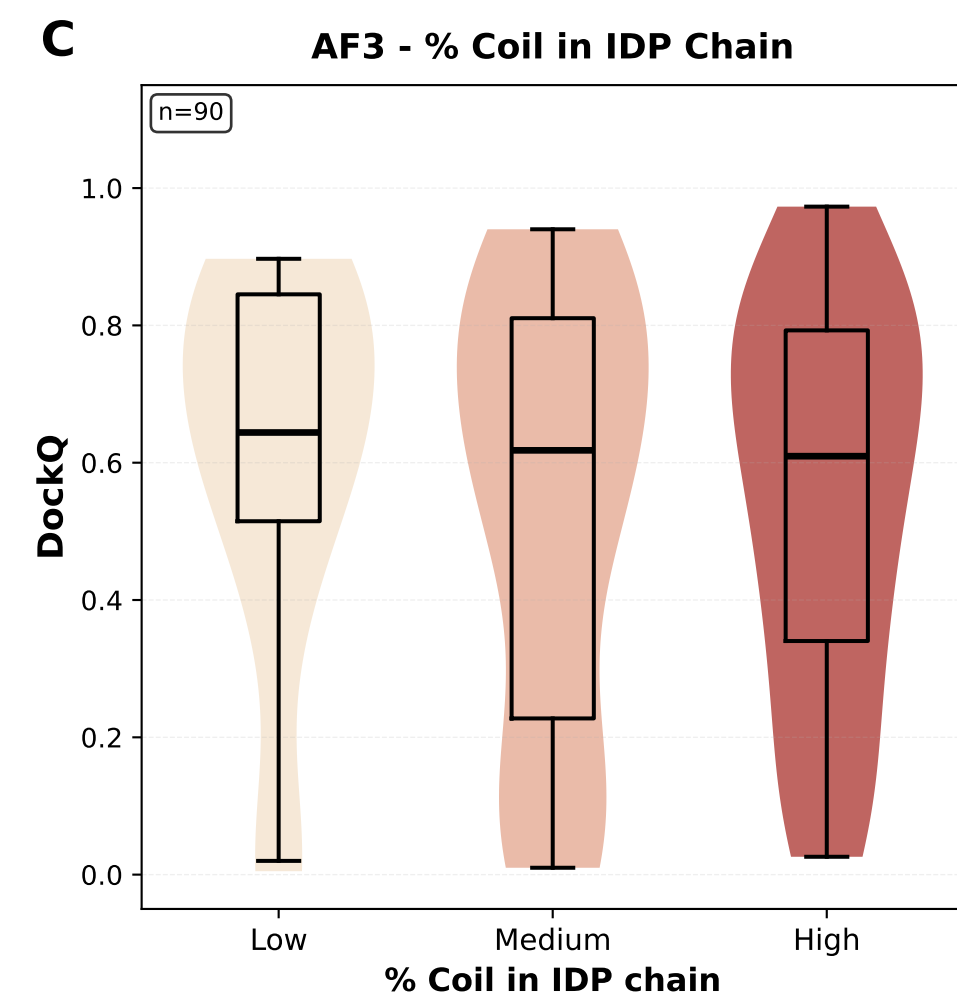 C
AF3 - % Coil in IDP Chain
n=90
1.0
0.8
0.6
0.4
0.2
0.0
DockQ
Low Medium High
% Coil in IDP chain